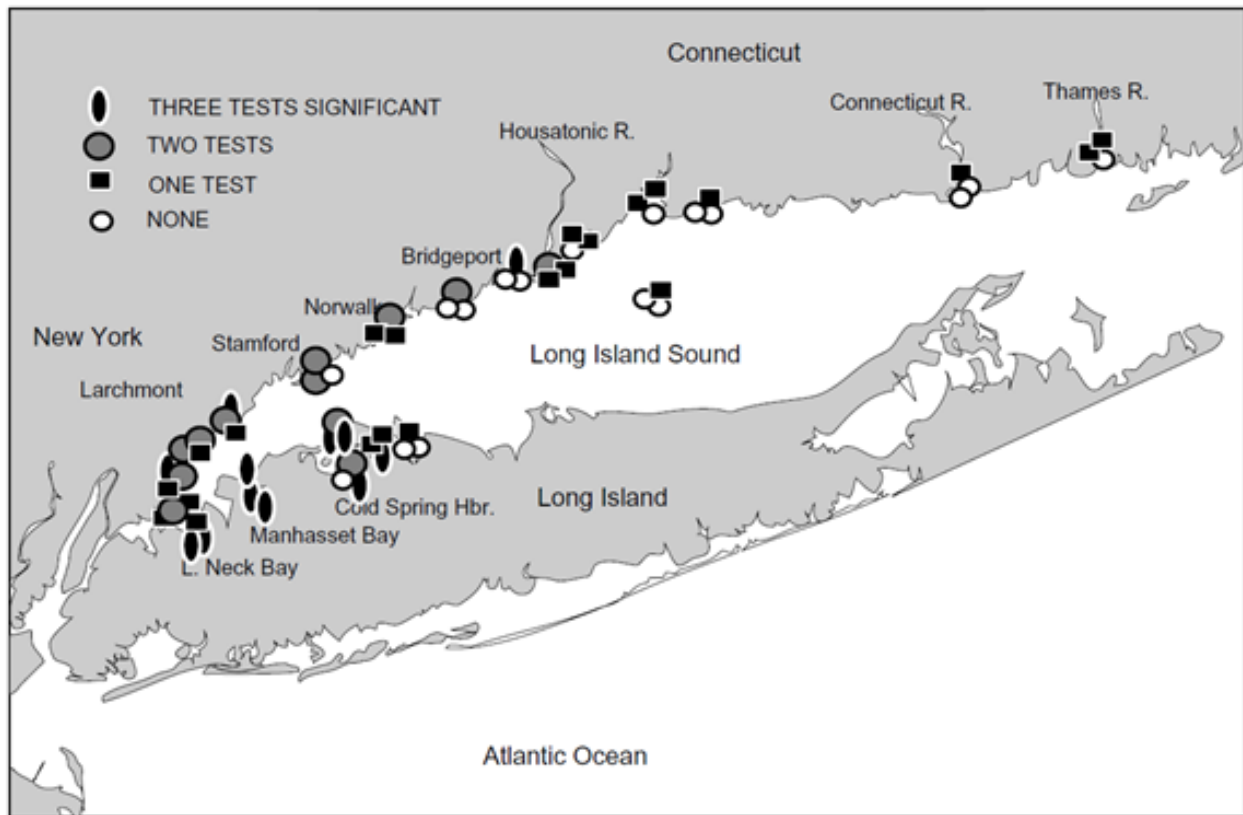 Connecticut
THREE TESTS SIGNIFICANT
TWO TESTS
ONE TEST
NONE
Connecticut R.
Thames R.
Housatonic R.
Bridgeport
Norwalk
New York
Stamford
Long Island Sound
Larchmont
Long Island
Cold Spring Hbr.
Manhasset Bay
L. Neck Bay
Atlantic Ocean